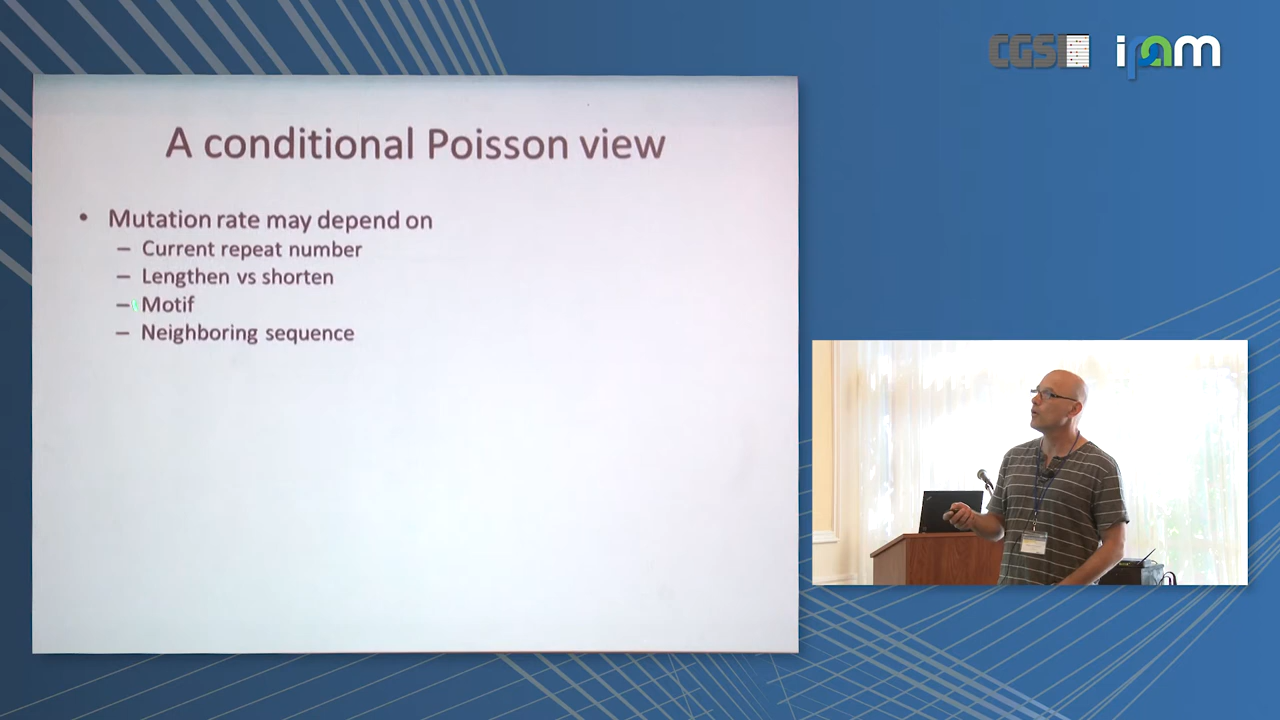 CGSI
ipam
A conditional Poisson view
• Mutation rate may depend on
– Current repeat number
– Lengthen vs shorten
– Motif
– Neighboring sequence